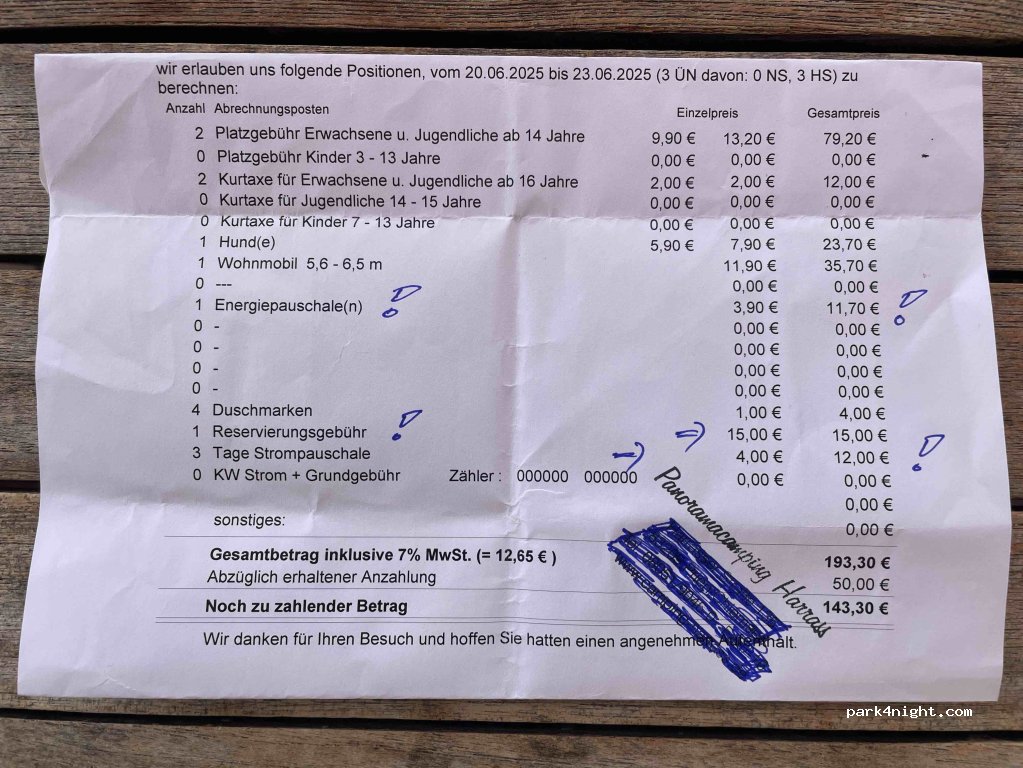 wir erlauben uns folgende Positionen, vom 20.06.2025 bis 23.06.2025 (3 ÜN davon: 0 NS, 3 HS) zu
berechnen:
Anzahl Abrechnungsposten Einzelpreis Gesamtpreis
2 Platzgebühr Erwachsene u. Jugendliche ab 14 Jahre 9,90 € 13,20 € 79,20 €
0 Platzgebühr Kinder 3 - 13 Jahre 0,00 € 0,00 € 0,00 €
2 Kurtaxe für Erwachsene u. Jugendliche ab 16 Jahre 2,00 € 2,00 € 12,00 €
0 Kurtaxe für Jugendliche 14 - 15 Jahre 0,00 € 0,00 € 0,00 €
0 Kurtaxe für Kinder 7 - 13 Jahre 0,00 € 0,00 € 0,00 €
1 Hund(e) 5,90 € 7,90 € 23,70 €
1 Wohnmobil 5,6 - 6,5 m 11,90 € 35,70 €
0 --- 0,00 € 0,00 €
1 Energiepauschale(n) ! 3,90 € 11,70 € !
0 - 0,00 € 0,00 €
0 - 0,00 € 0,00 €
0 - 0,00 € 0,00 €
0 - 0,00 € 0,00 €
4 Duschmarken 1,00 € 4,00 €
1 Reservierungsgebühr ! ⇒ 15,00 € 15,00 € !
3 Tage Strompauschale ⇒ 4,00 € 12,00 €
0 KW Strom + Grundgebühr Zähler : 000000 000000 0,00 € 0,00 €
0,00 €
sonstiges: 0,00 €
Gesamtbetrag inklusive 7% MwSt. (= 12,65 € ) 193,30 €
Abzüglich erhaltener Anzahlung 50,00 €
Noch zu zahlender Betrag 143,30 €
Panoramacamping Harrass
Wir danken für Ihren Besuch und hoffen Sie hatten einen angenehmen Aufenthalt.
park4night.com